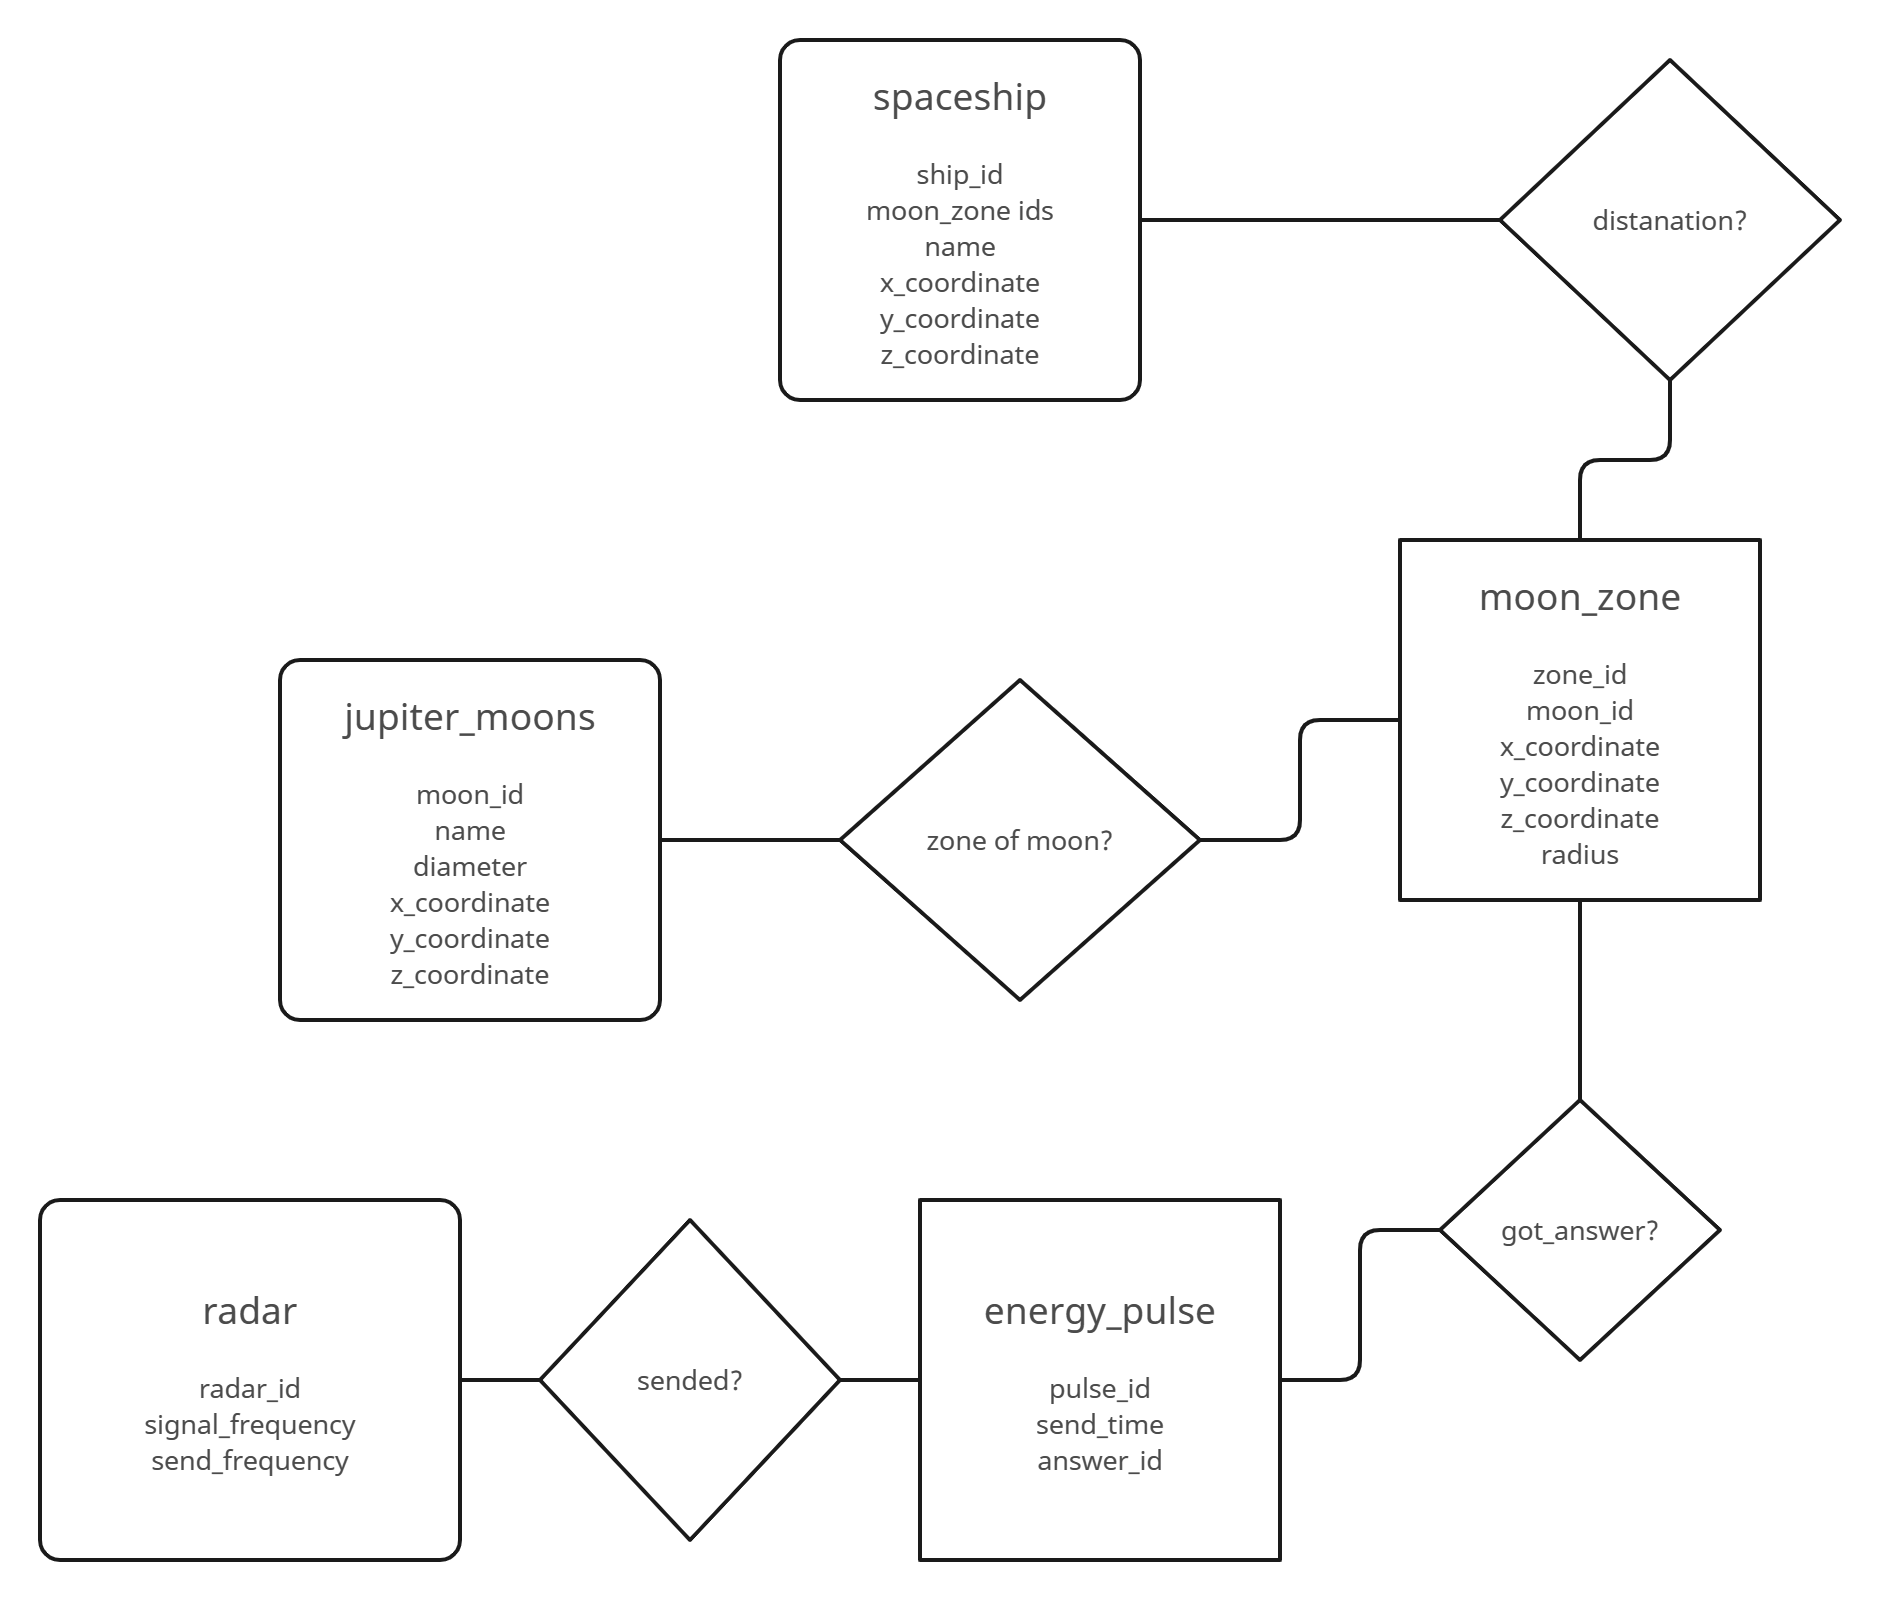 spaceship
ship_id
moon_zone ids
name
x_coordinate
y_coordinate
z_coordinate
distanation?
moon_zone
zone_id
moon_id
x_coordinate
y_coordinate
z_coordinate
radius
jupiter_moons
moon_id
name
diameter
x_coordinate
y_coordinate
z_coordinate
zone of moon?
radar
radar_id
signal_frequency
send_frequency
sended?
energy_pulse
pulse_id
send_time
answer_id
got_answer?